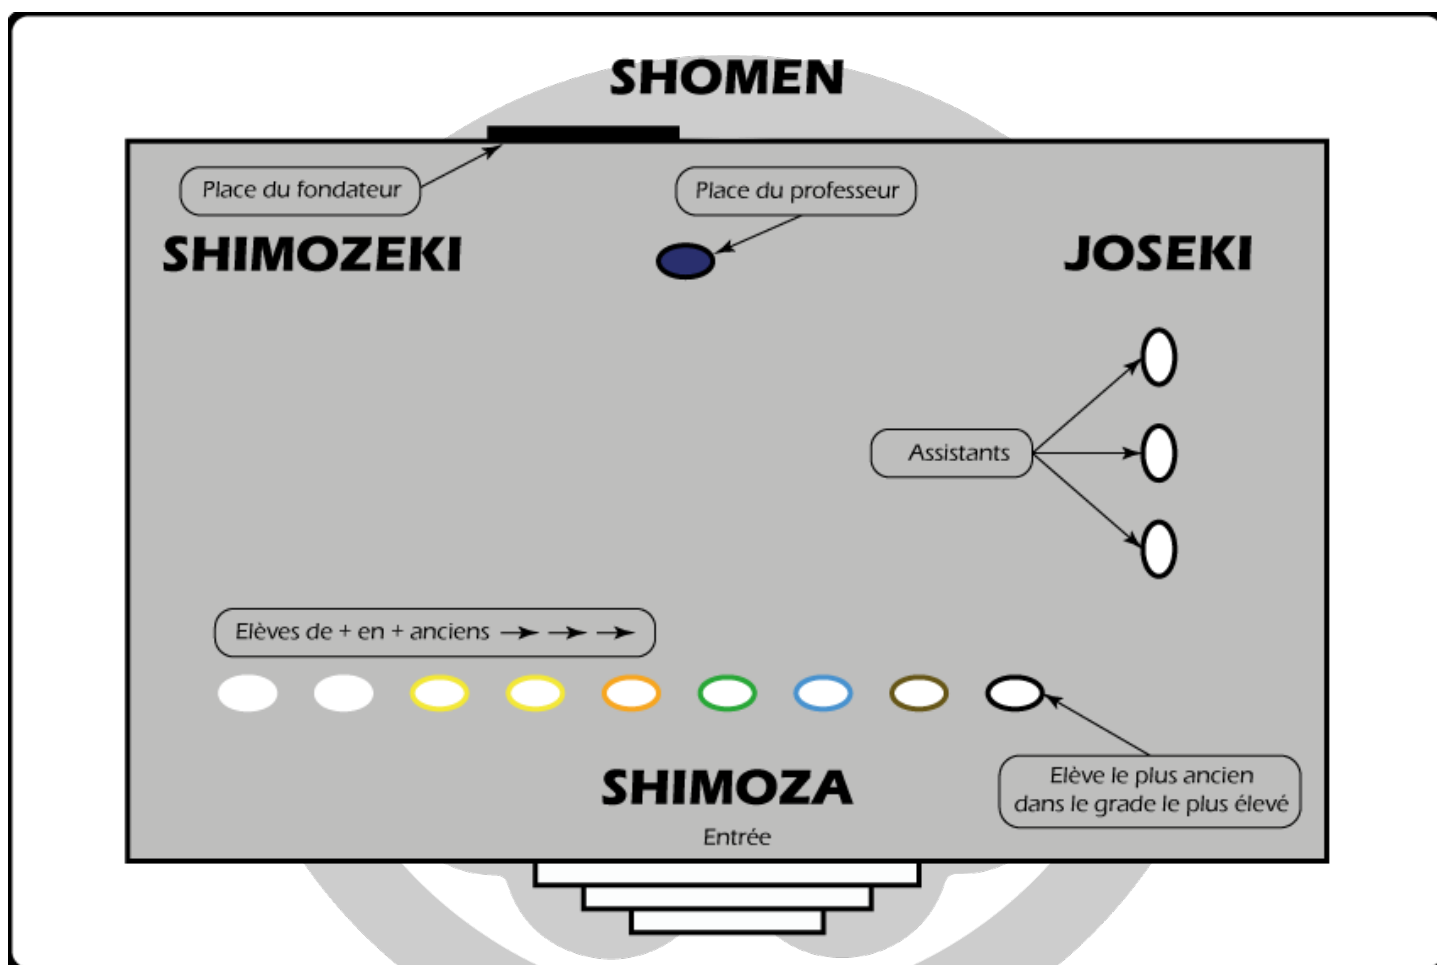 SHOMEN
Place du fondateur
Place du professeur
SHIMOZEKI
JOSEKI
Assistants
Elèves de + en + anciens
SHIMOZA
Elève le plus ancien
dans le grade le plus élevé
Entrée